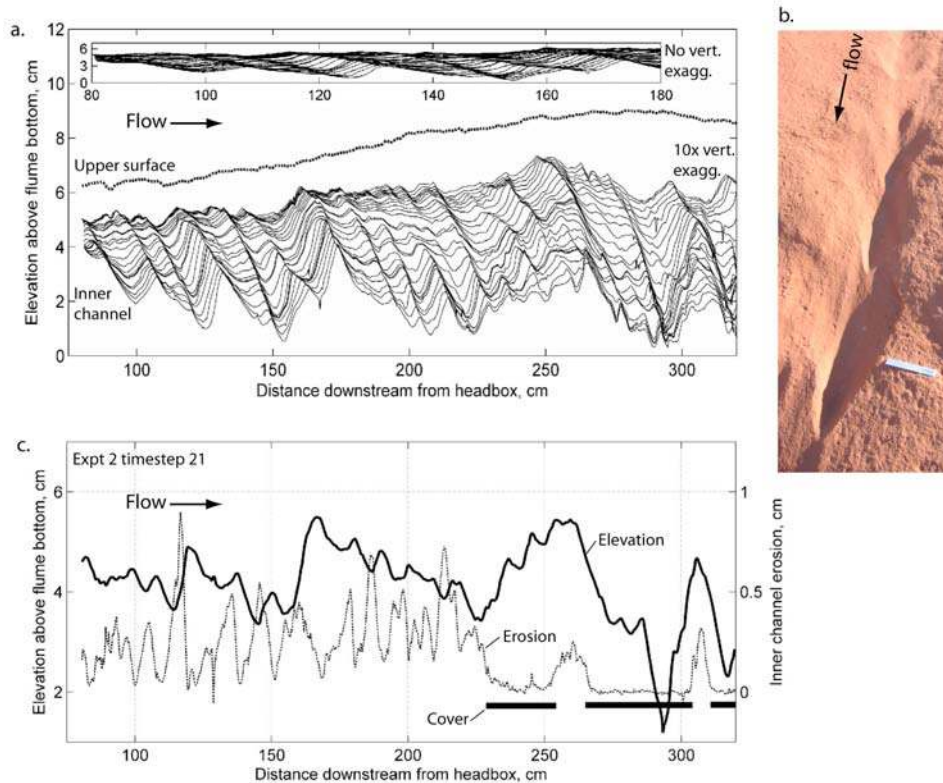 a.
12
10
8
6
4
2
0
Elevation above flume bottom, cm
6
3
0
80 100 120 140 160 180
No vert.
exagg.
Flow
Upper surface
10x vert.
exagg.
Inner
channel
100 150 200 250 300
Distance downstream from headbox, cm
b.
flow
c.
Expt 2 timestep 21
Flow
6
4
2
Elevation above flume bottom, cm
1
0.5
0
Inner channel erosion, cm
Elevation
Erosion
Cover
100 150 200 250 300
Distance downstream from headbox, cm